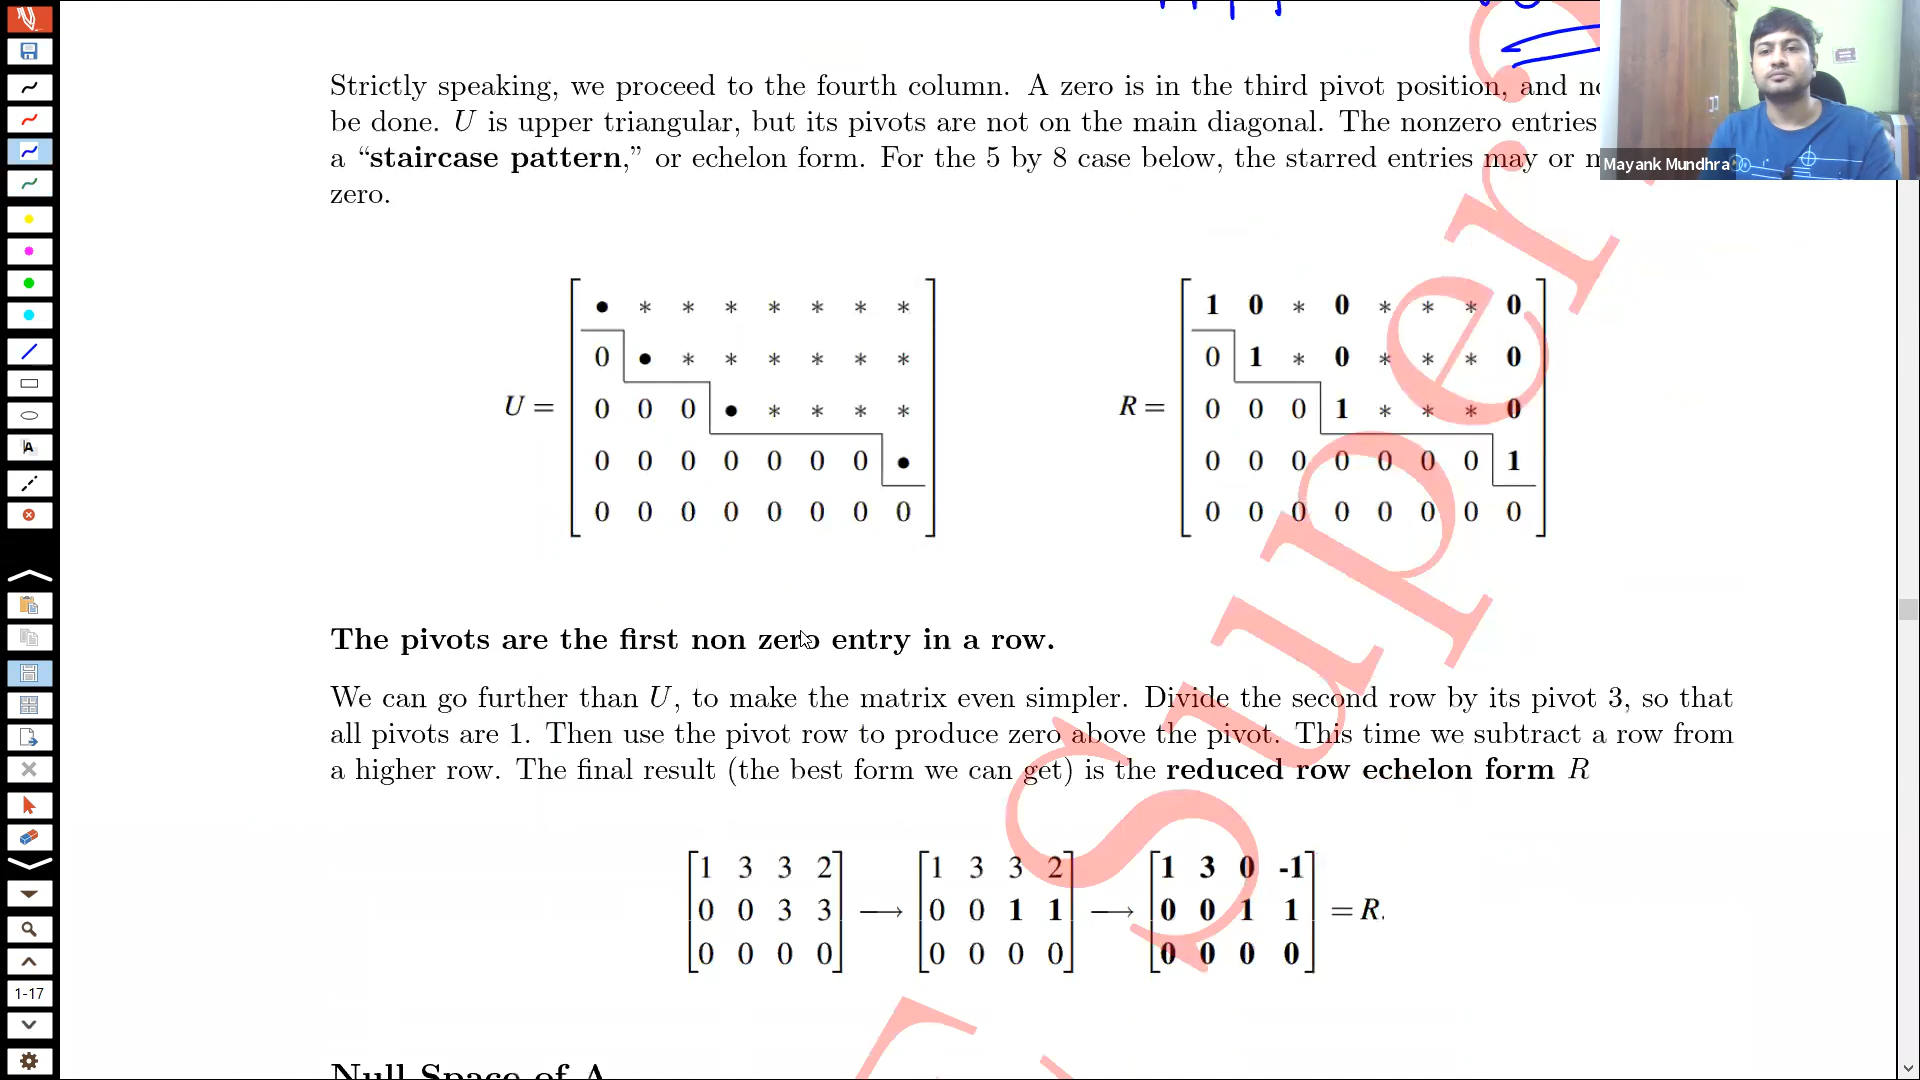 Strictly speaking, we proceed to the fourth column. A zero is in the third pivot position, and
be done. U is upper triangular, but its pivots are not on the main diagonal. The nonzero entries
a “staircase pattern,” or echelon form. For the 5 by 8 case below, the starred entries may or
zero.
Mayank Mundhra
U =
● * * * * * * *
0 ● * * * * * *
0 0 0 ● * * * *
0 0 0 0 0 0 0 ●
0 0 0 0 0 0 0 0
R =
1 0 * 0 * * * 0
0 1 * 0 * * * 0
0 0 0 1 * * * 0
0 0 0 0 0 0 0 1
0 0 0 0 0 0 0 0
The pivots are the first non zero entry in a row.
We can go further than U, to make the matrix even simpler. Divide the second row by its pivot 3, so that
all pivots are 1. Then use the pivot row to produce zero above the pivot. This time we subtract a row from
a higher row. The final result (the best form we can get) is the reduced row echelon form R
[1 3 3 2] [1 3 3 2] [1 3 0 -1]
[0 0 3 3] ⟶ [0 0 1 1] ⟶ [0 0 1 1] = R.
[0 0 0 0] [0 0 0 0] [0 0 0 0]
Null Space of A
Super
1-17